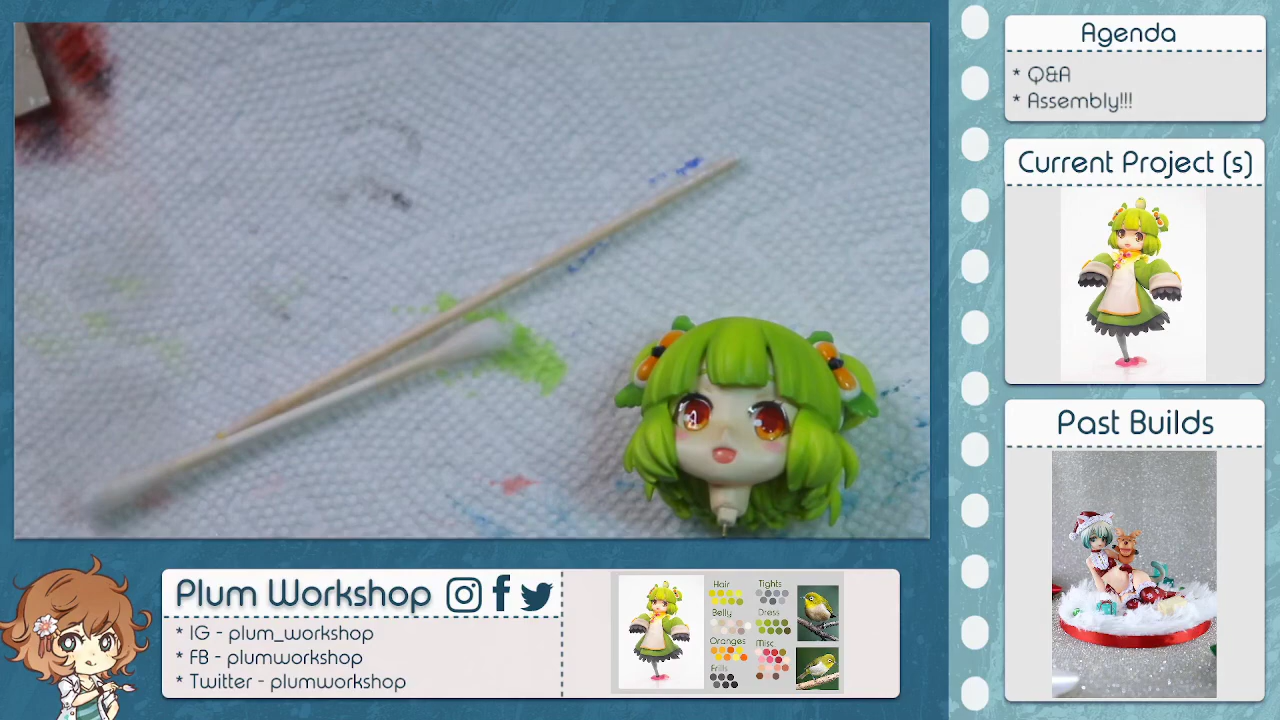 Agenda
* Q&A
* Assembly!!!
Current Project (s)
Past Builds
Plum Workshop
* IG - plum_workshop
* FB - plumworkshop
* Twitter - plumworkshop
Hair
Tights
Belly
Dress
Oranges
Misc
Frills